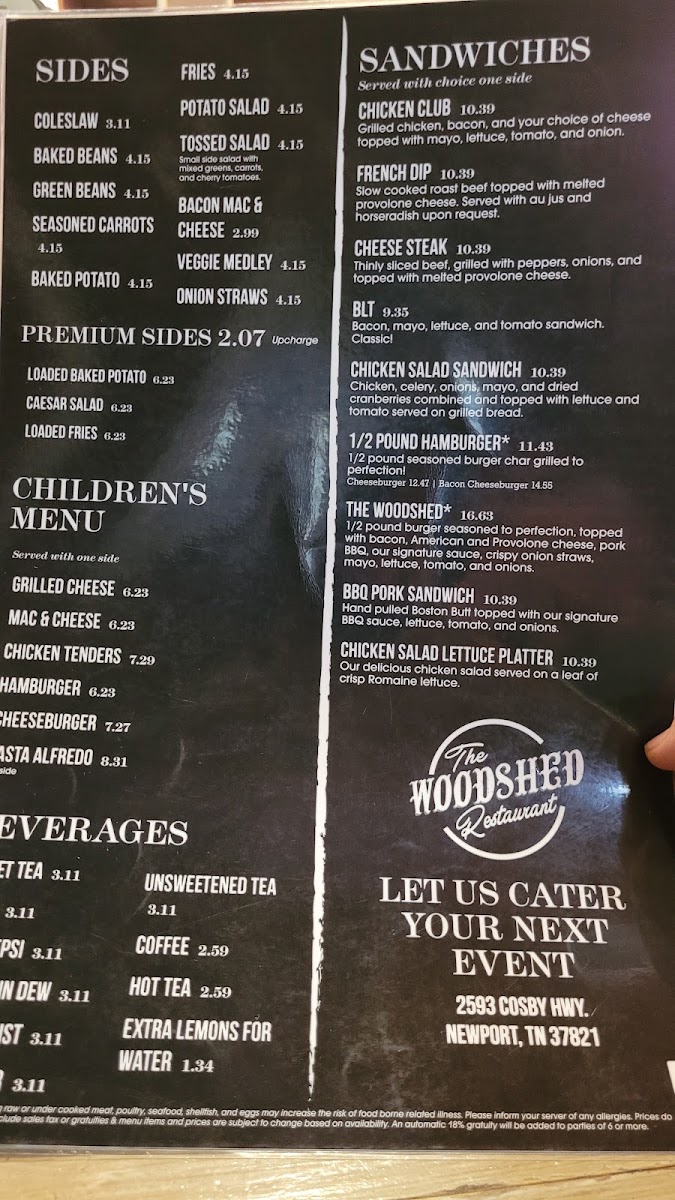 SIDES
COLESLAW 3.11
BAKED BEANS 4.15
GREEN BEANS 4.15
SEASONED CARROTS
4.15
BAKED POTATO 4.15
FRIES 4.15
POTATO SALAD 4.15
TOSSED SALAD 4.15
Small side salad with
mixed greens, carrots,
and cherry tomatoes.
BACON MAC &
CHEESE 2.99
VEGGIE MEDLEY 4.15
ONION STRAWS 4.15
PREMIUM SIDES 2.07 Upcharge
LOADED BAKED POTATO 6.23
CAESAR SALAD 6.23
LOADED FRIES 6.23
CHILDREN'S
MENU
Served with one side
GRILLED CHEESE 6.23
MAC & CHEESE 6.23
CHICKEN TENDERS 7.29
HAMBURGER 6.23
CHEESEBURGER 7.27
ASTA ALFREDO 8.31
side
EVERAGES
ET TEA 3.11
3.11
PSI 3.11
IN DEW 3.11
IST 3.11
3.11
UNSWEETENED TEA
3.11
COFFEE 2.59
HOT TEA 2.59
EXTRA LEMONS FOR
WATER 1.34
SANDWICHES
Served with choice one side
CHICKEN CLUB 10.39
Grilled chicken, bacon, and your choice of cheese
topped with mayo, lettuce, tomato, and onion.
FRENCH DIP 10.39
Slow cooked roast beef topped with melted
provolone cheese. Served with au jus and
horseradish upon request.
CHEESE STEAK 10.39
Thinly sliced beef, grilled with peppers, onions, and
topped with melted provolone cheese.
BLT 9.35
Bacon, mayo, lettuce, and tomato sandwich.
Classic!
CHICKEN SALAD SANDWICH 10.39
Chicken, celery, onions, mayo, and dried
cranberries combined and topped with lettuce and
tomato served on grilled bread.
1/2 POUND HAMBURGER* 11.43
1/2 pound seasoned burger char grilled to
perfection!
Cheeseburger 12.47 | Bacon Cheeseburger 14.55
THE WOODSHED* 16.63
1/2 pound burger seasoned to perfection, topped
with bacon, American and Provolone cheese, pork
BBQ, our signature sauce, crispy onion straws,
mayo, lettuce, tomato, and onions.
BBQ PORK SANDWICH 10.39
Hand pulled Boston Butt topped with our signature
BBQ sauce, lettuce, tomato, and onions.
CHICKEN SALAD LETTUCE PLATTER 10.39
Our delicious chicken salad served on a leaf of
crisp Romaine lettuce.
The
WOODSHED
Restaurant
LET US CATER
YOUR NEXT
EVENT
2593 COSBY HWY.
NEWPORT, TN 37821
raw or under cooked meat, poultry, seafood, shellfish, and eggs may increase the risk of food borne related illness. Please inform your server of any allergies. Prices do
clude sales tax or gratuities & menu items and prices are subject to change based on availability. An automatic 18% gratuity will be added to parties of 6 or more.